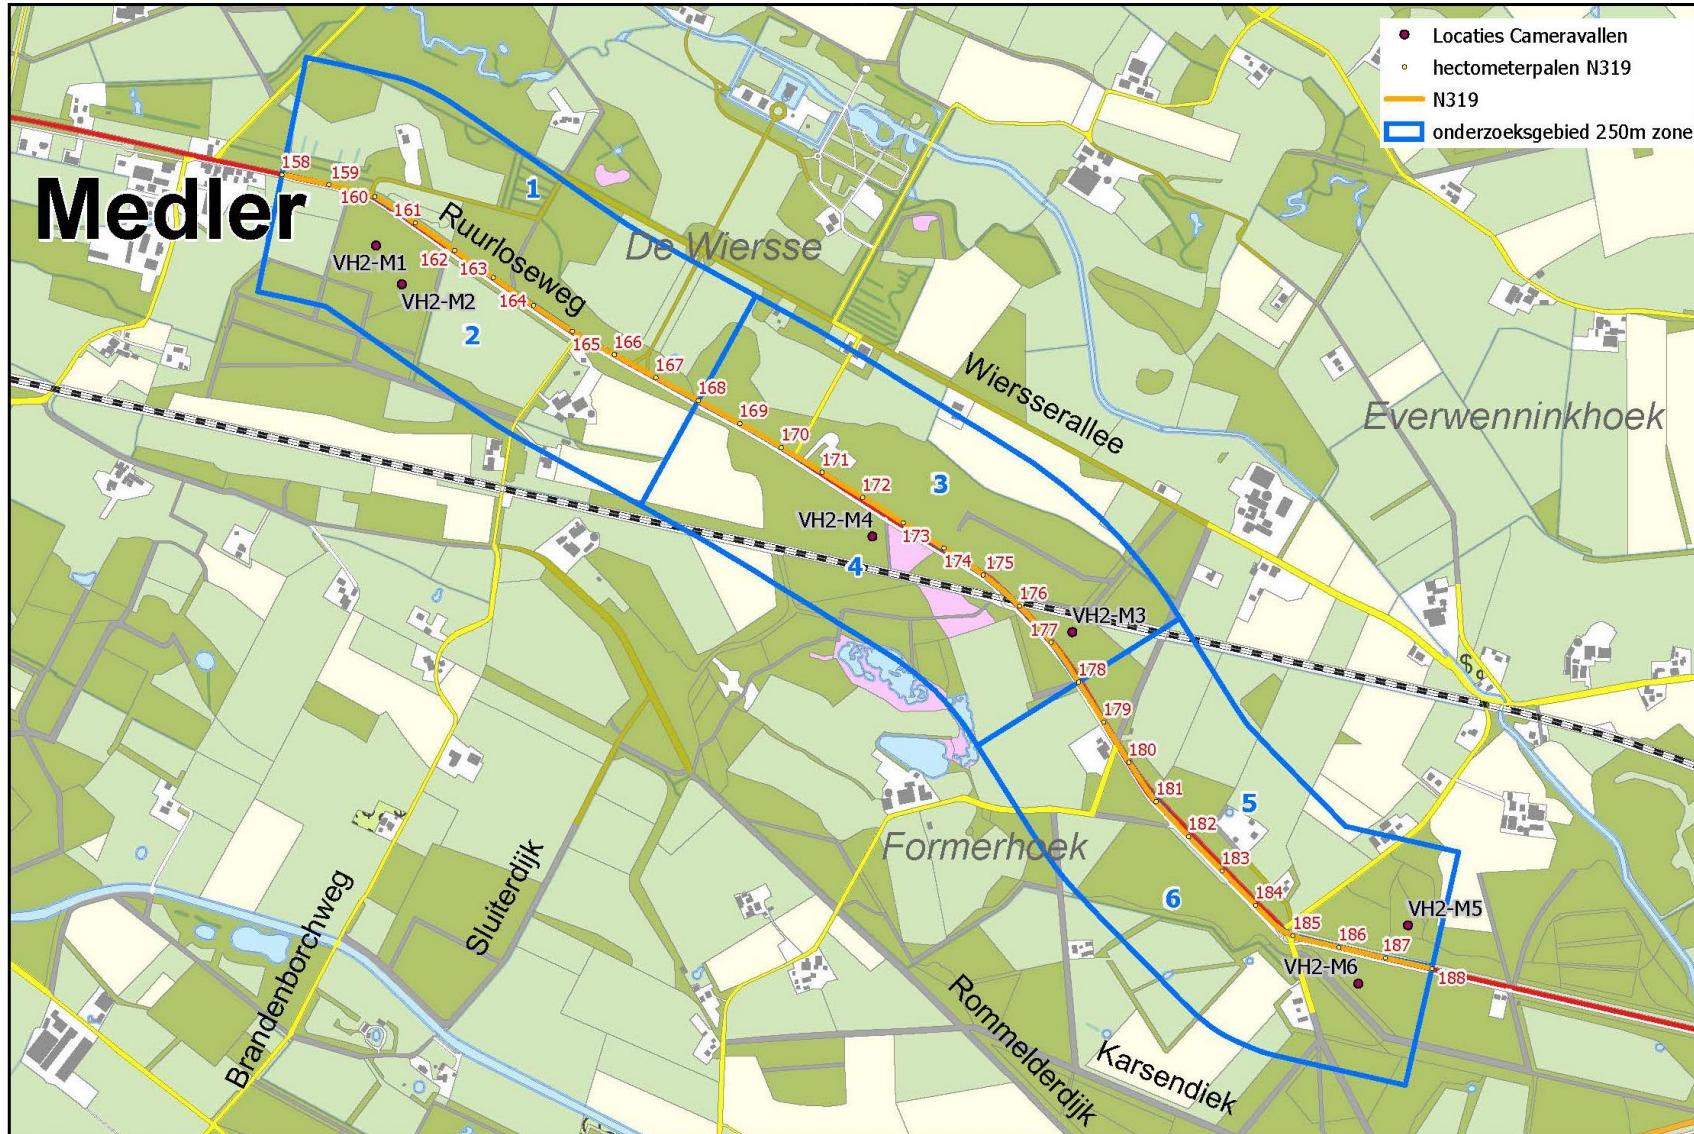 Locaties Cameravallen
hectometerpalen N319
N319
onderzoeksgebied 250m zone
Medler
158
159
160
161
162
163
164
165
166
167
168
169
170
171
172
173
174
175
176
177
178
179
180
181
182
183
184
185
186
187
188
1
2
3
4
5
6
VH2-M1
VH2-M2
VH2-M4
VH2-M3
VH2-M5
VH2-M6
Ruurloseweg
De Wiersse
Wiersserallee
Everwenninkhoek
Formerhoek
Sluiterdijk
Brandenborchweg
Rommelderdijk
Karsendiek